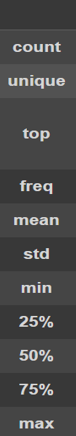 count
unique
top
freq
mean
std
min
25%
50%
75%
max